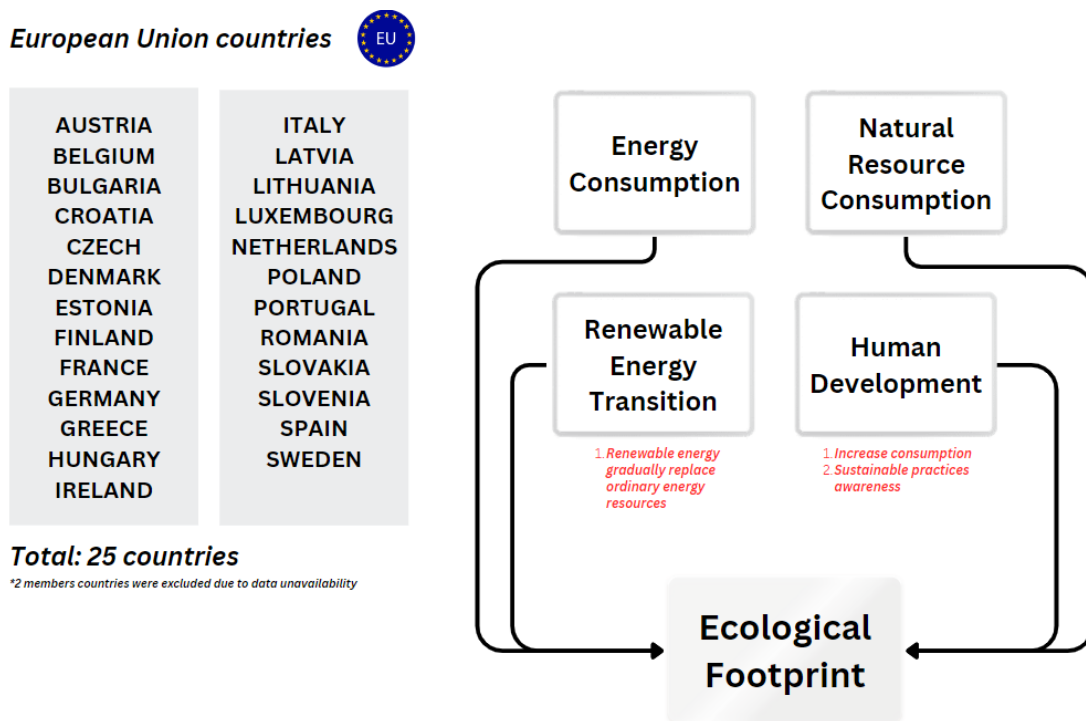 European Union countries
EU
AUSTRIA
BELGIUM
BULGARIA
CROATIA
CZECH
DENMARK
ESTONIA
FINLAND
FRANCE
GERMANY
GREECE
HUNGARY
IRELAND
ITALY
LATVIA
LITHUANIA
LUXEMBOURG
NETHERLANDS
POLAND
PORTUGAL
ROMANIA
SLOVAKIA
SLOVENIA
SPAIN
SWEDEN
Total: 25 countries
*2 members countries were excluded due to data unavailability
Energy
Consumption
Natural
Resource
Consumption
Renewable
Energy
Transition
1. Renewable energy
gradually replace
ordinary energy
resources
Human
Development
1. Increase consumption
2. Sustainable practices
awareness
Ecological
Footprint